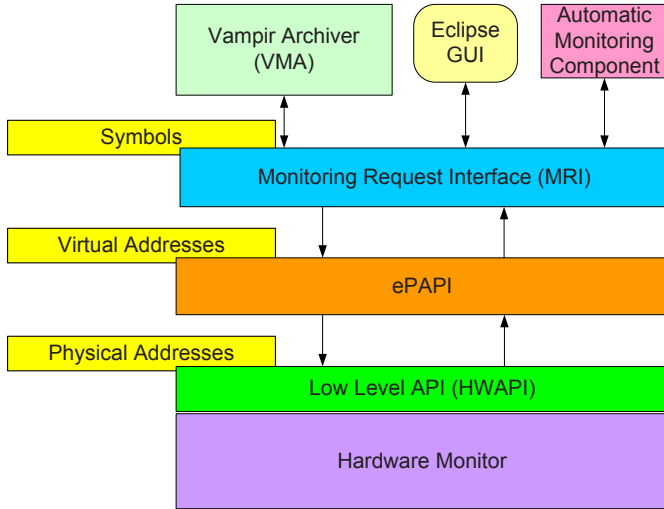 Vampir Archiver
(VMA)
Eclipse
GUI
Automatic
Monitoring
Component
Symbols
Monitoring Request Interface (MRI)
Virtual Addresses
ePAPI
Physical Addresses
Low Level API (HWAPI)
Hardware Monitor